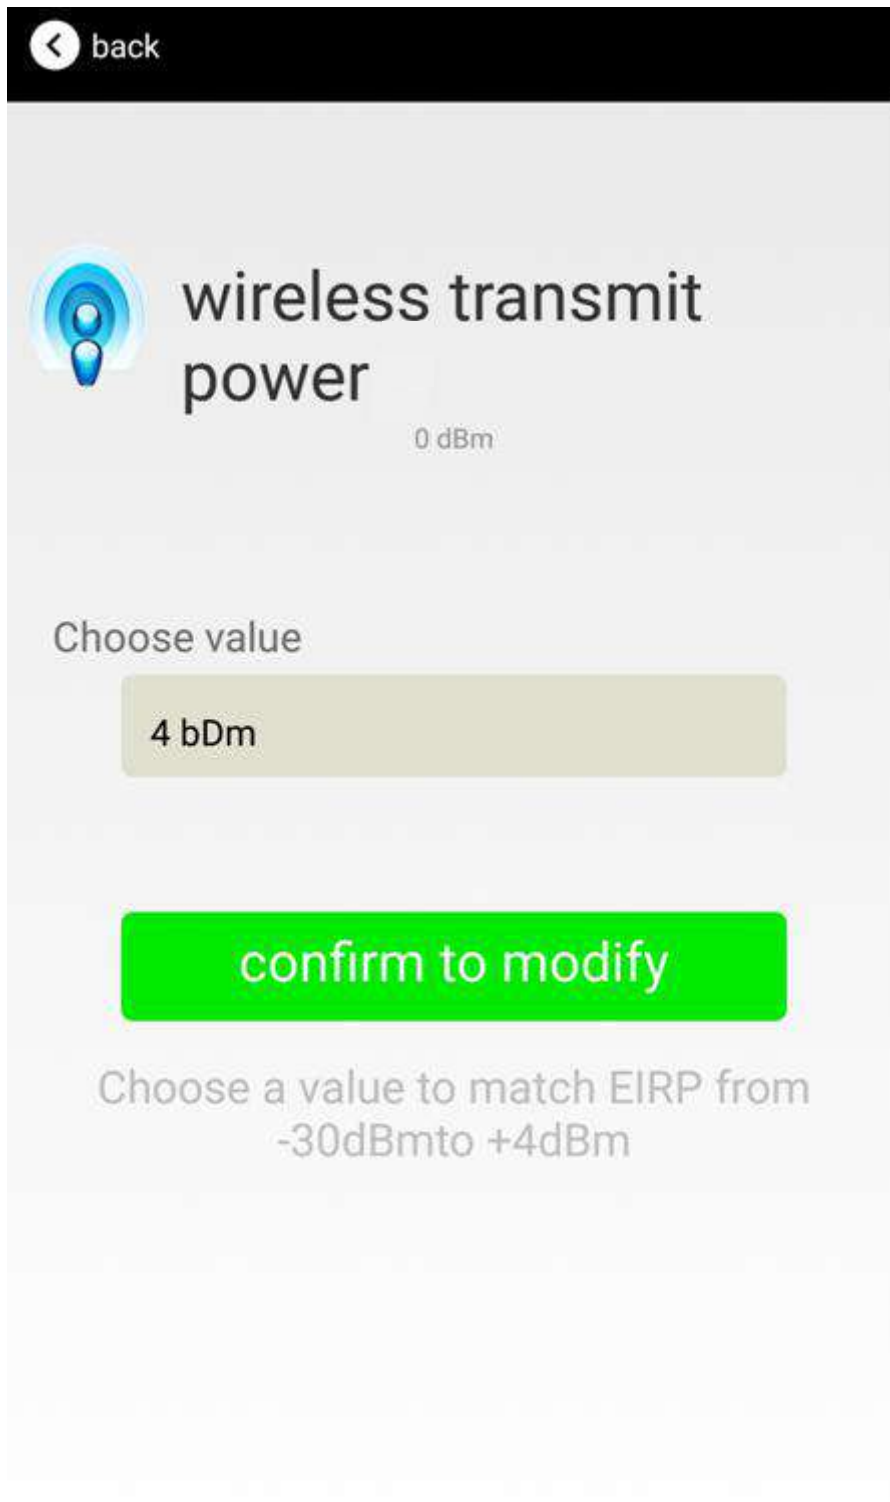 back
wireless transmit
power
0 dBm
Choose value
4 bDm
confirm to modify
Choose a value to match EIRP from
-30dBmto +4dBm